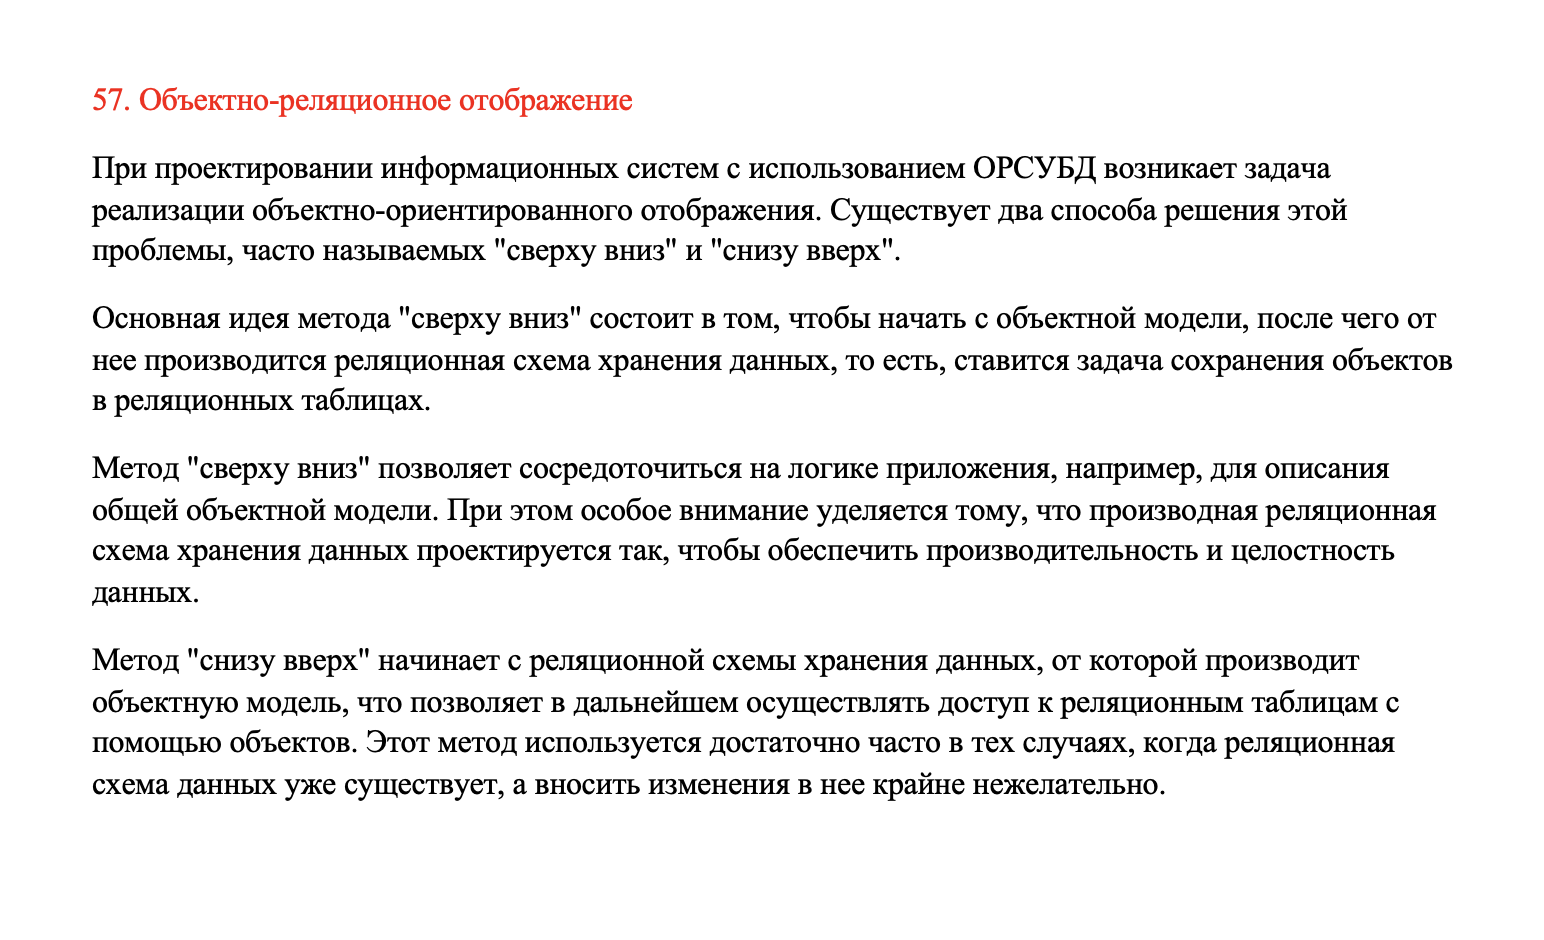 57. Объектно-реляционное отображение
При проектировании информационных систем с использованием ОРСУБД возникает задача
реализации объектно-ориентированного отображения. Существует два способа решения этой
проблемы, часто называемых "сверху вниз" и "снизу вверх".
Основная идея метода "сверху вниз" состоит в том, чтобы начать с объектной модели, после чего от
нее производится реляционная схема хранения данных, то есть, ставится задача сохранения объектов
в реляционных таблицах.
Метод "сверху вниз" позволяет сосредоточиться на логике приложения, например, для описания
общей объектной модели. При этом особое внимание уделяется тому, что производная реляционная
схема хранения данных проектируется так, чтобы обеспечить производительность и целостность
данных.
Метод "снизу вверх" начинает с реляционной схемы хранения данных, от которой производит
объектную модель, что позволяет в дальнейшем осуществлять доступ к реляционным таблицам с
помощью объектов. Этот метод используется достаточно часто в тех случаях, когда реляционная
схема данных уже существует, а вносить изменения в нее крайне нежелательно.